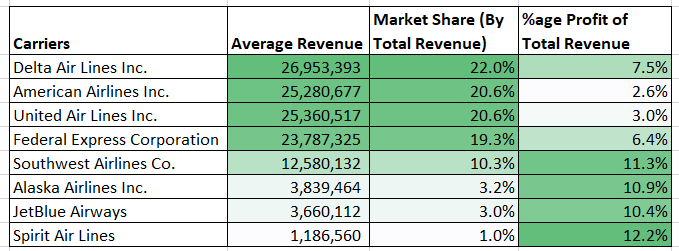 Carriers Average Revenue Market Share (By Total Revenue) %age Profit of Total Revenue
Delta Air Lines Inc. 26,953,393 22.0% 7.5%
American Airlines Inc. 25,280,677 20.6% 2.6%
United Air Lines Inc. 25,360,517 20.6% 3.0%
Federal Express Corporation 23,787,325 19.3% 6.4%
Southwest Airlines Co. 12,580,132 10.3% 11.3%
Alaska Airlines Inc. 3,839,464 3.2% 10.9%
JetBlue Airways 3,660,112 3.0% 10.4%
Spirit Air Lines 1,186,560 1.0% 12.2%